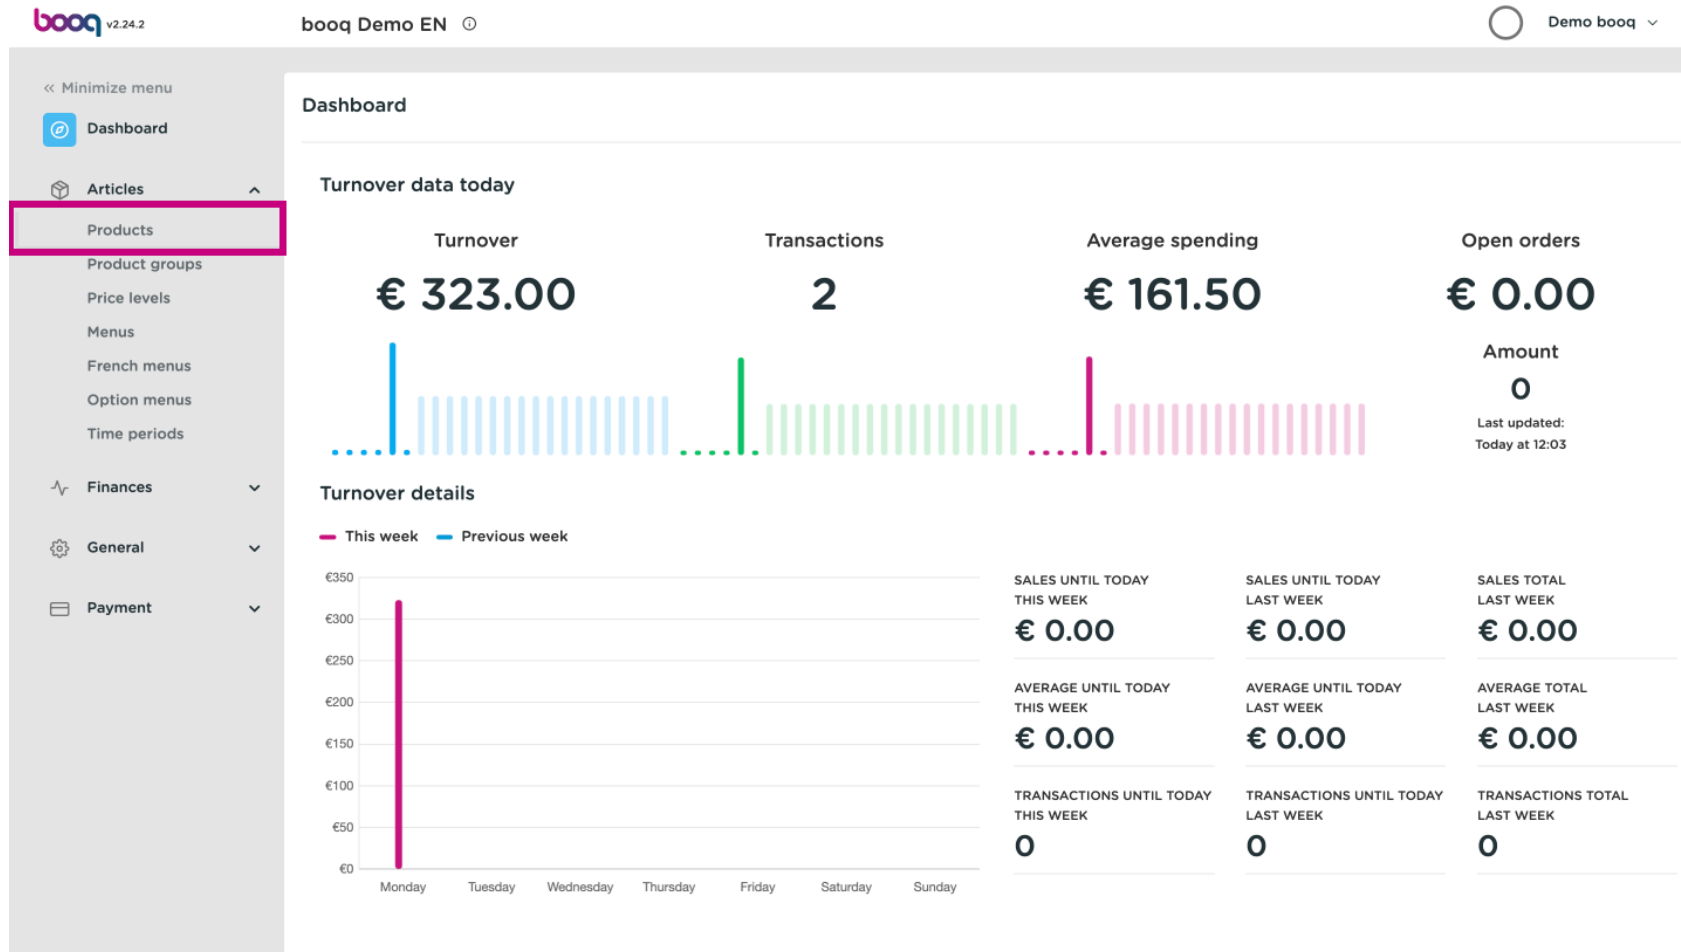 booq v2.24.2
booq Demo EN
Demo booq
« Minimize menu
Dashboard
Articles
Products
Product groups
Price levels
Menus
French menus
Option menus
Time periods
Finances
General
Payment
Dashboard
Turnover data today
Turnover
€ 323.00
Transactions
2
Average spending
€ 161.50
Open orders
€ 0.00
Amount
0
Last updated:
Today at 12:03
Turnover details
This week
Previous week
€350
€300
€250
€200
€150
€100
€50
€0
Monday
Tuesday
Wednesday
Thursday
Friday
Saturday
Sunday
SALES UNTIL TODAY
THIS WEEK
€ 0.00
SALES UNTIL TODAY
LAST WEEK
€ 0.00
SALES TOTAL
LAST WEEK
€ 0.00
AVERAGE UNTIL TODAY
THIS WEEK
€ 0.00
AVERAGE UNTIL TODAY
LAST WEEK
€ 0.00
AVERAGE TOTAL
LAST WEEK
€ 0.00
TRANSACTIONS UNTIL TODAY
THIS WEEK
0
TRANSACTIONS UNTIL TODAY
LAST WEEK
0
TRANSACTIONS TOTAL
LAST WEEK
0